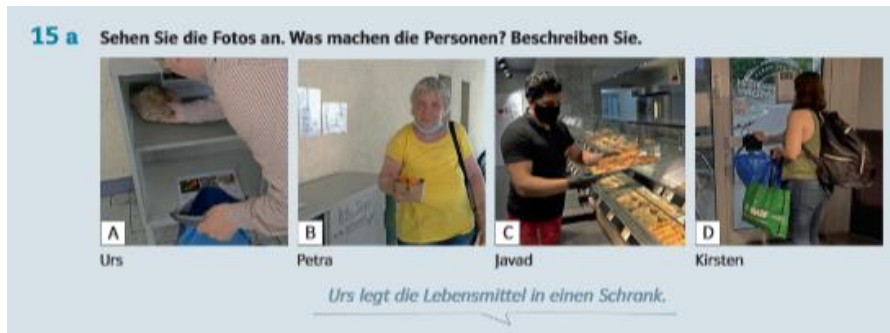 15 a Sehen Sie die Fotos an. Was machen die Personen? Beschreiben Sie.
A
B
C
D
Urs
Petra
Javad
Kirsten
Urs legt die Lebensmittel in einen Schrank.